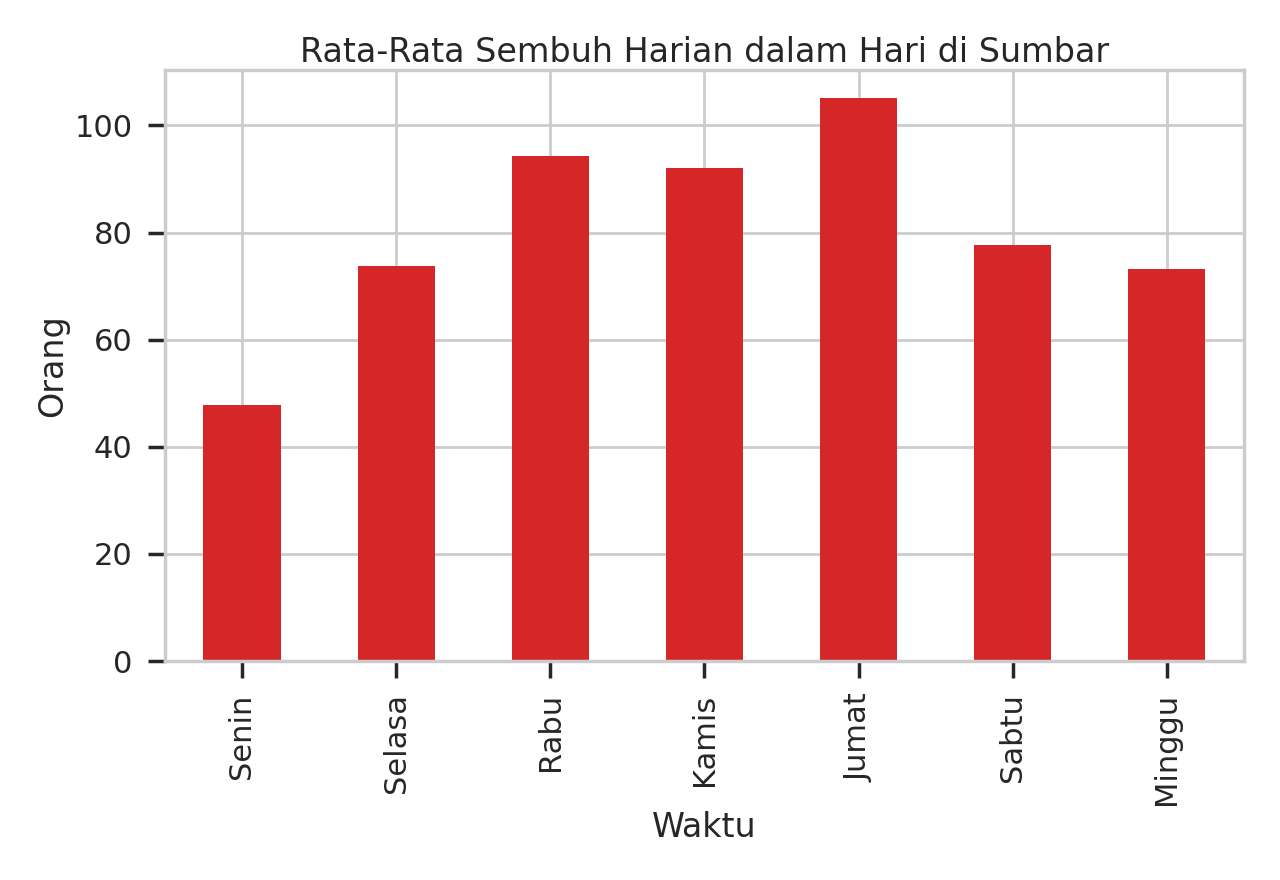 Rata-Rata Sembuh Harian dalam Hari di Sumbar
Orang
100
80
60
40
20
0
Senin
Selasa
Rabu
Kamis
Jumat
Sabtu
Minggu
Waktu